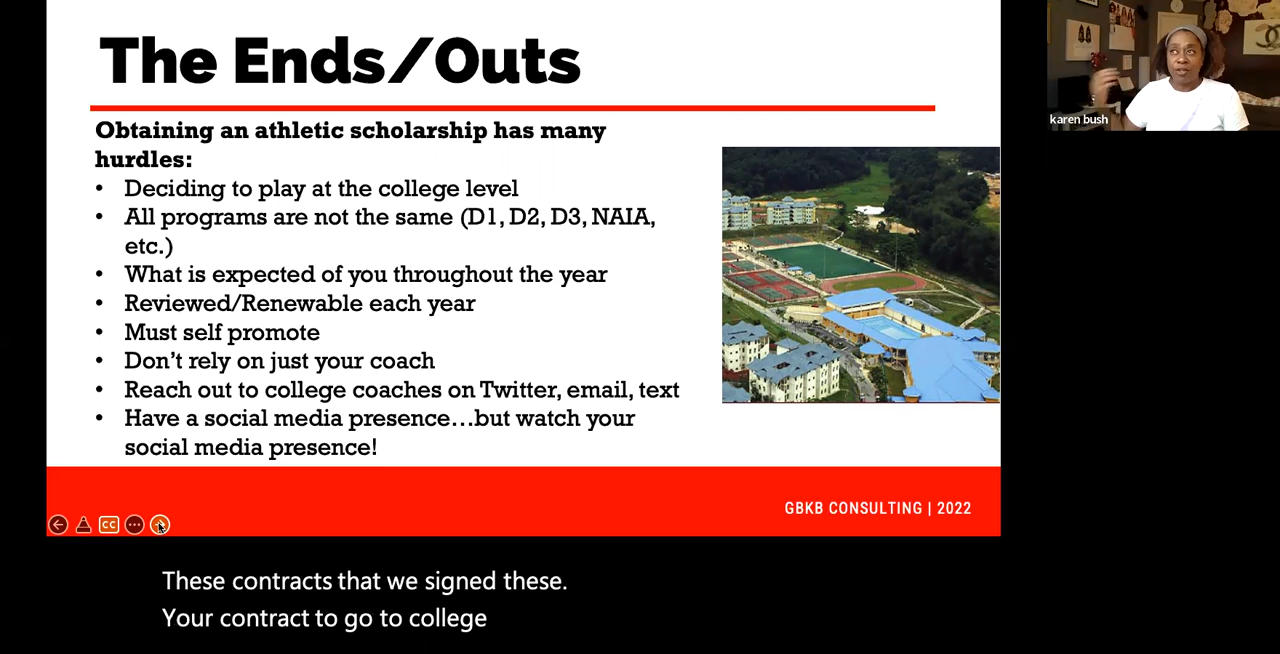 The Ends/Outs
Obtaining an athletic scholarship has many
hurdles:
• Deciding to play at the college level
• All programs are not the same (D1, D2, D3, NAIA,
etc.)
• What is expected of you throughout the year
• Reviewed/Renewable each year
• Must self promote
• Don't rely on just your coach
• Reach out to college coaches on Twitter, email, text
• Have a social media presence…but watch your
social media presence!
GBKB CONSULTING | 2022
CC
karen bush
These contracts that we signed these.
Your contract to go to college